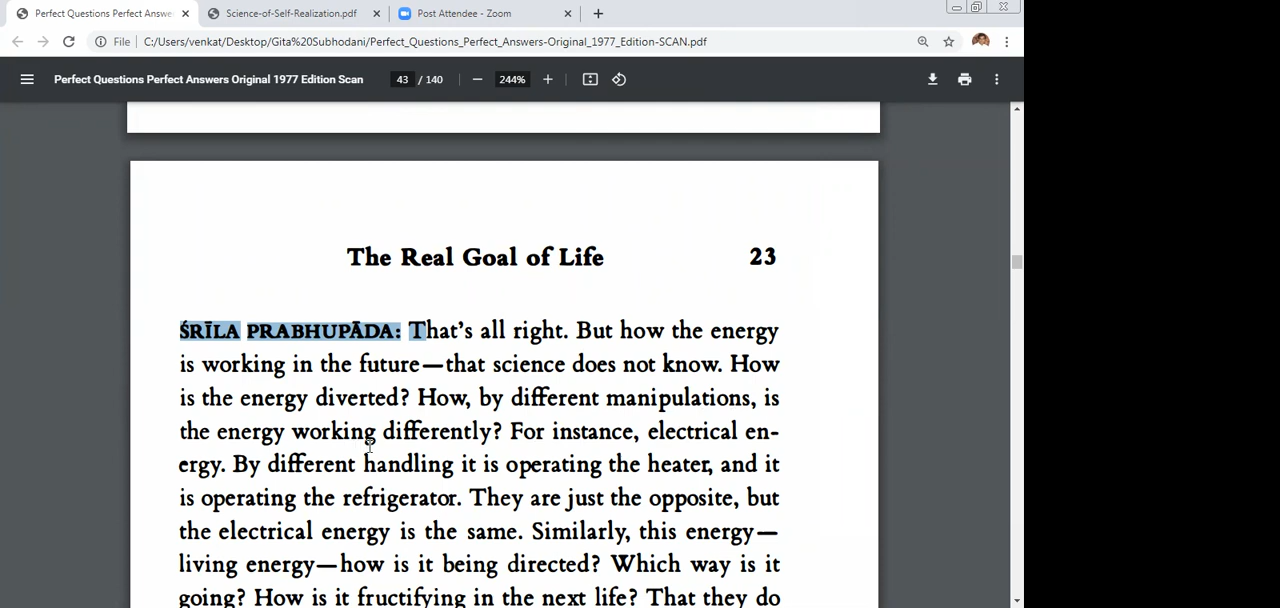 Perfect Questions Perfect Answe
Science-of-Self-Realization.pdf
Post Attendee - Zoom
File
C:/Users/venkat/Desktop/Gita%20Subhodani/Perfect_Questions_Perfect_Answers-Original_1977_Edition-SCAN.pdf
Perfect Questions Perfect Answers Original 1977 Edition Scan
43 / 140
244%
The Real Goal of Life 23
ŚRĪLA PRABHUPĀDA: That's all right. But how the energy
is working in the future—that science does not know. How
is the energy diverted? How, by different manipulations, is
the energy working differently? For instance, electrical en-
ergy. By different handling it is operating the heater, and it
is operating the refrigerator. They are just the opposite, but
the electrical energy is the same. Similarly, this energy—
living energy—how is it being directed? Which way is it
going? How is it fructifying in the next life? That they do